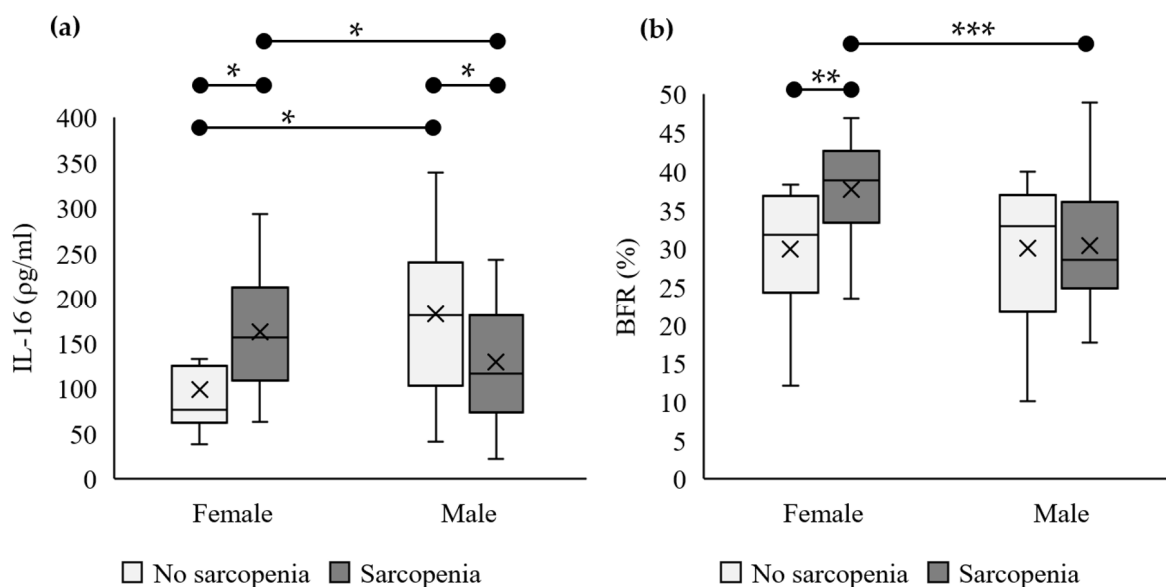 (a)
*
*
*
*
400
350
300
250
200
150
100
50
0
IL-16 (ρg/ml)
Female
Male
No sarcopenia
Sarcopenia
(b)
***
**
50
45
40
35
30
25
20
15
10
5
0
BFR (%)
Female
Male
No sarcopenia
Sarcopenia